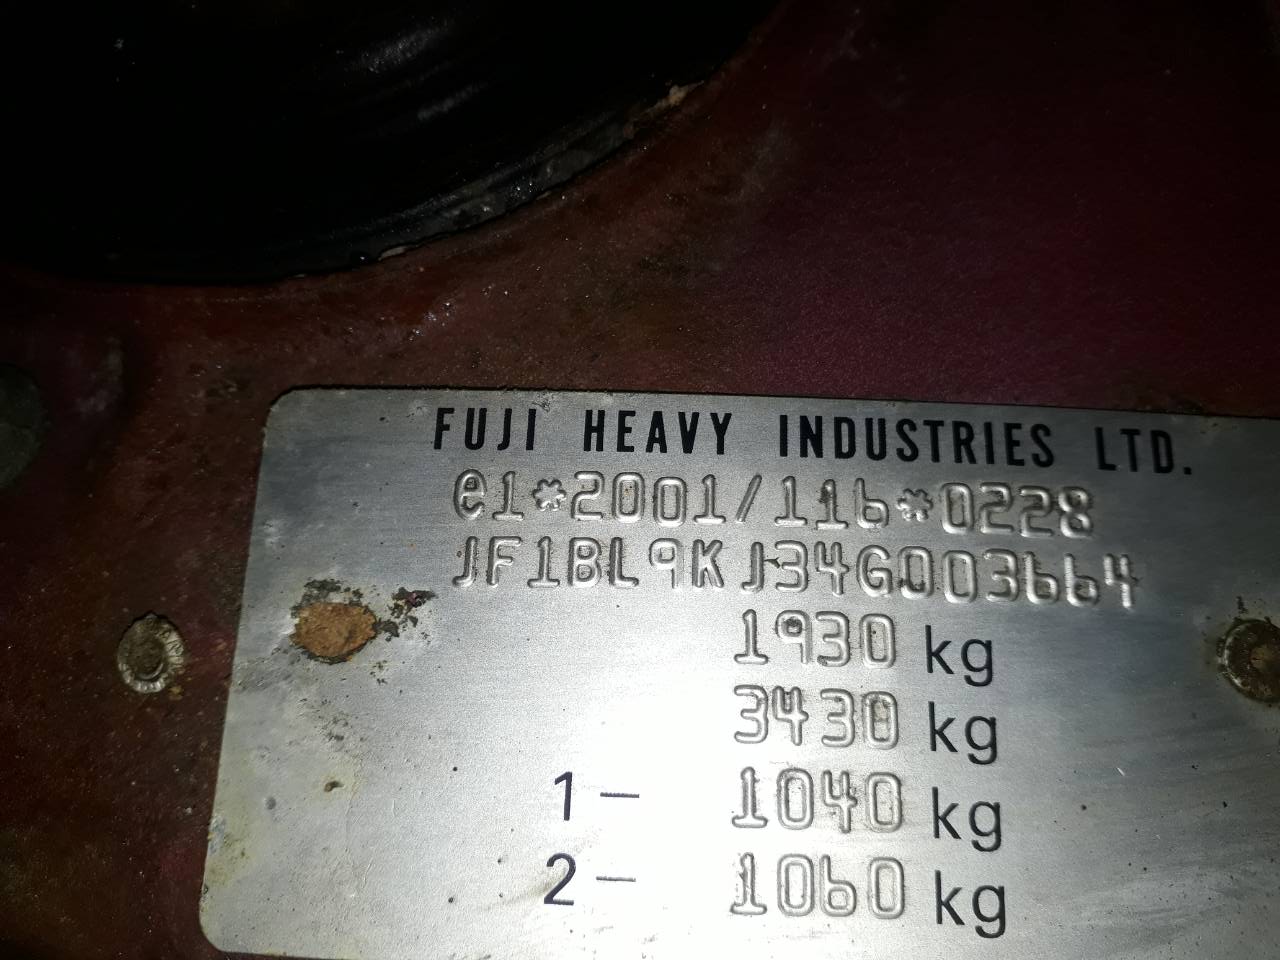 FUJI HEAVY INDUSTRIES LTD.
e1*2001/116*0228
JF1BL9KJ34G003664
1930 kg
3430 kg
1- 1040 kg
2- 1060 kg